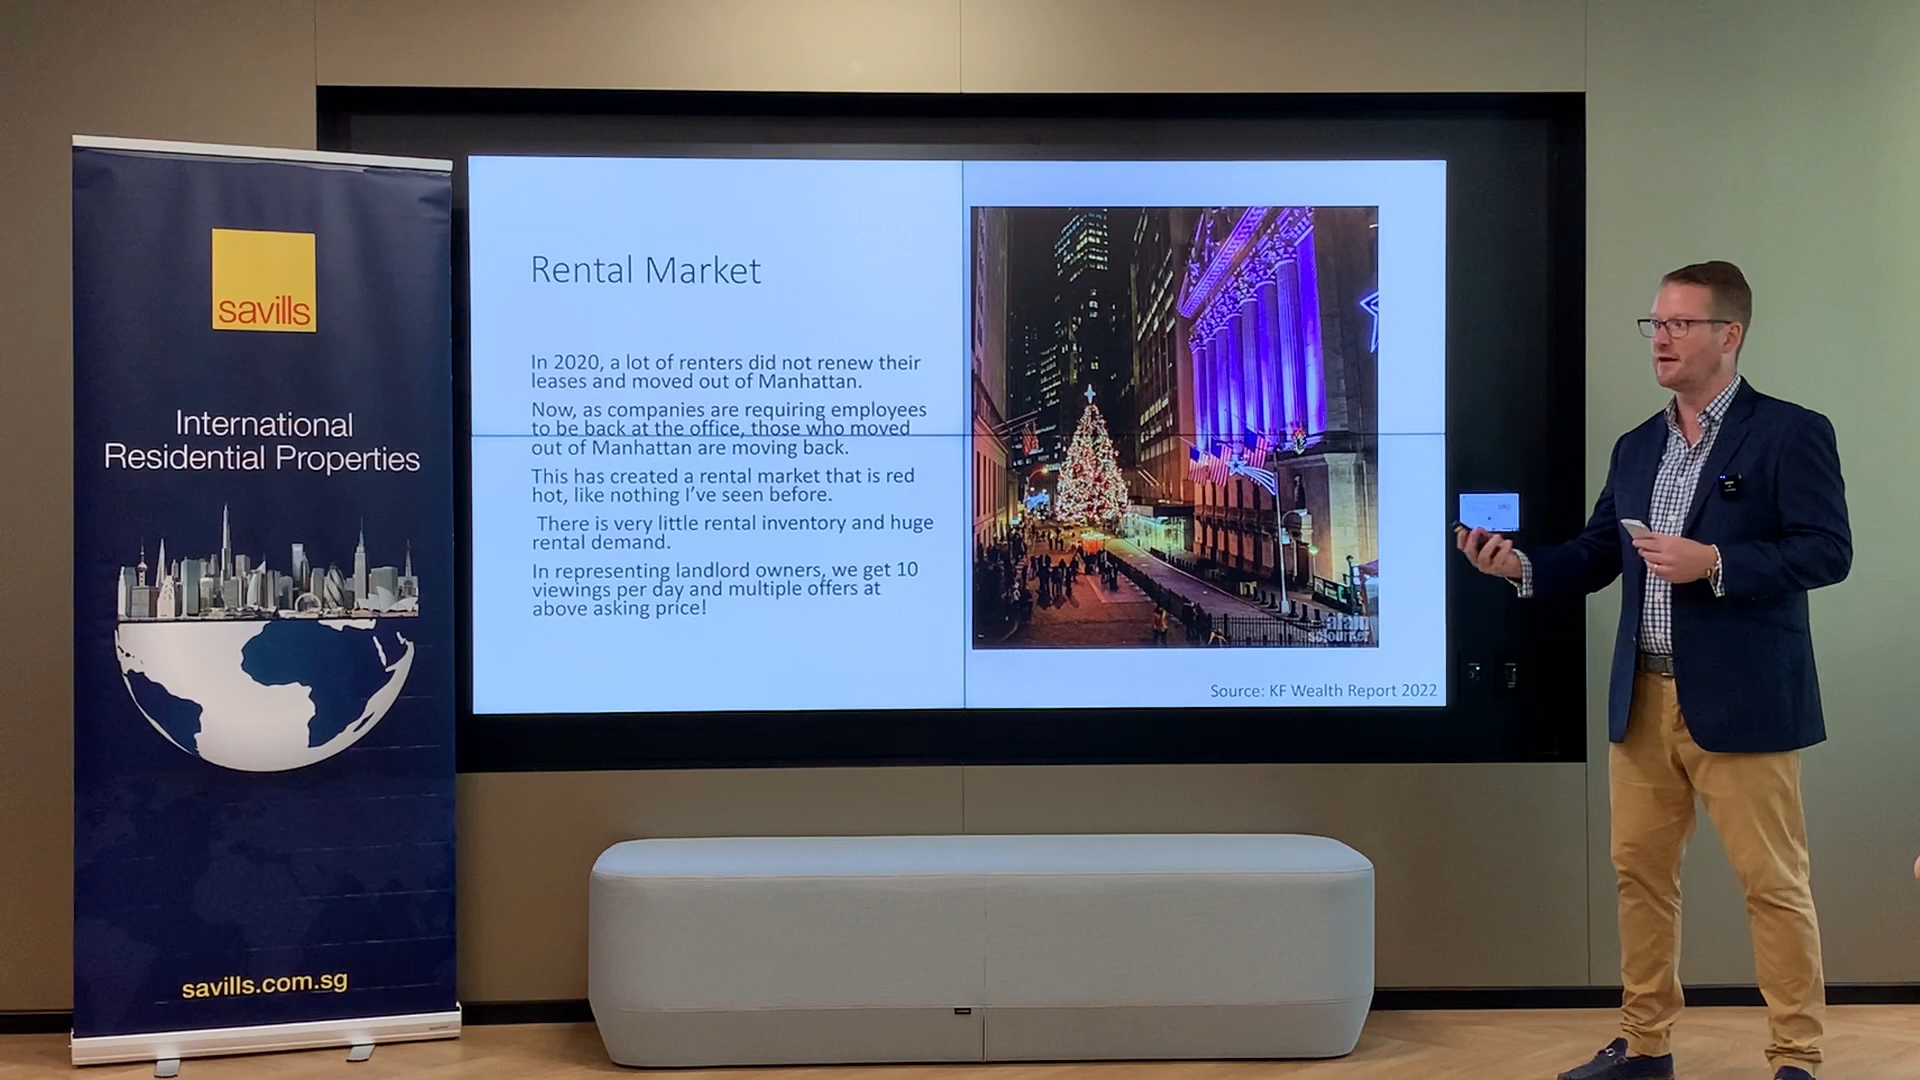 savills
International
Residential Properties
savills.com.sg
Rental Market
In 2020, a lot of renters did not renew their
leases and moved out of Manhattan.
Now, as companies are requiring employees
to be back at the office, those who moved
out of Manhattan are moving back.
This has created a rental market that is red
hot, like nothing I've seen before.
There is very little rental inventory and huge
rental demand.
In representing landlord owners, we get 10
viewings per day and multiple offers at
above asking price!
alain
sojourner
Source: KF Wealth Report 2022